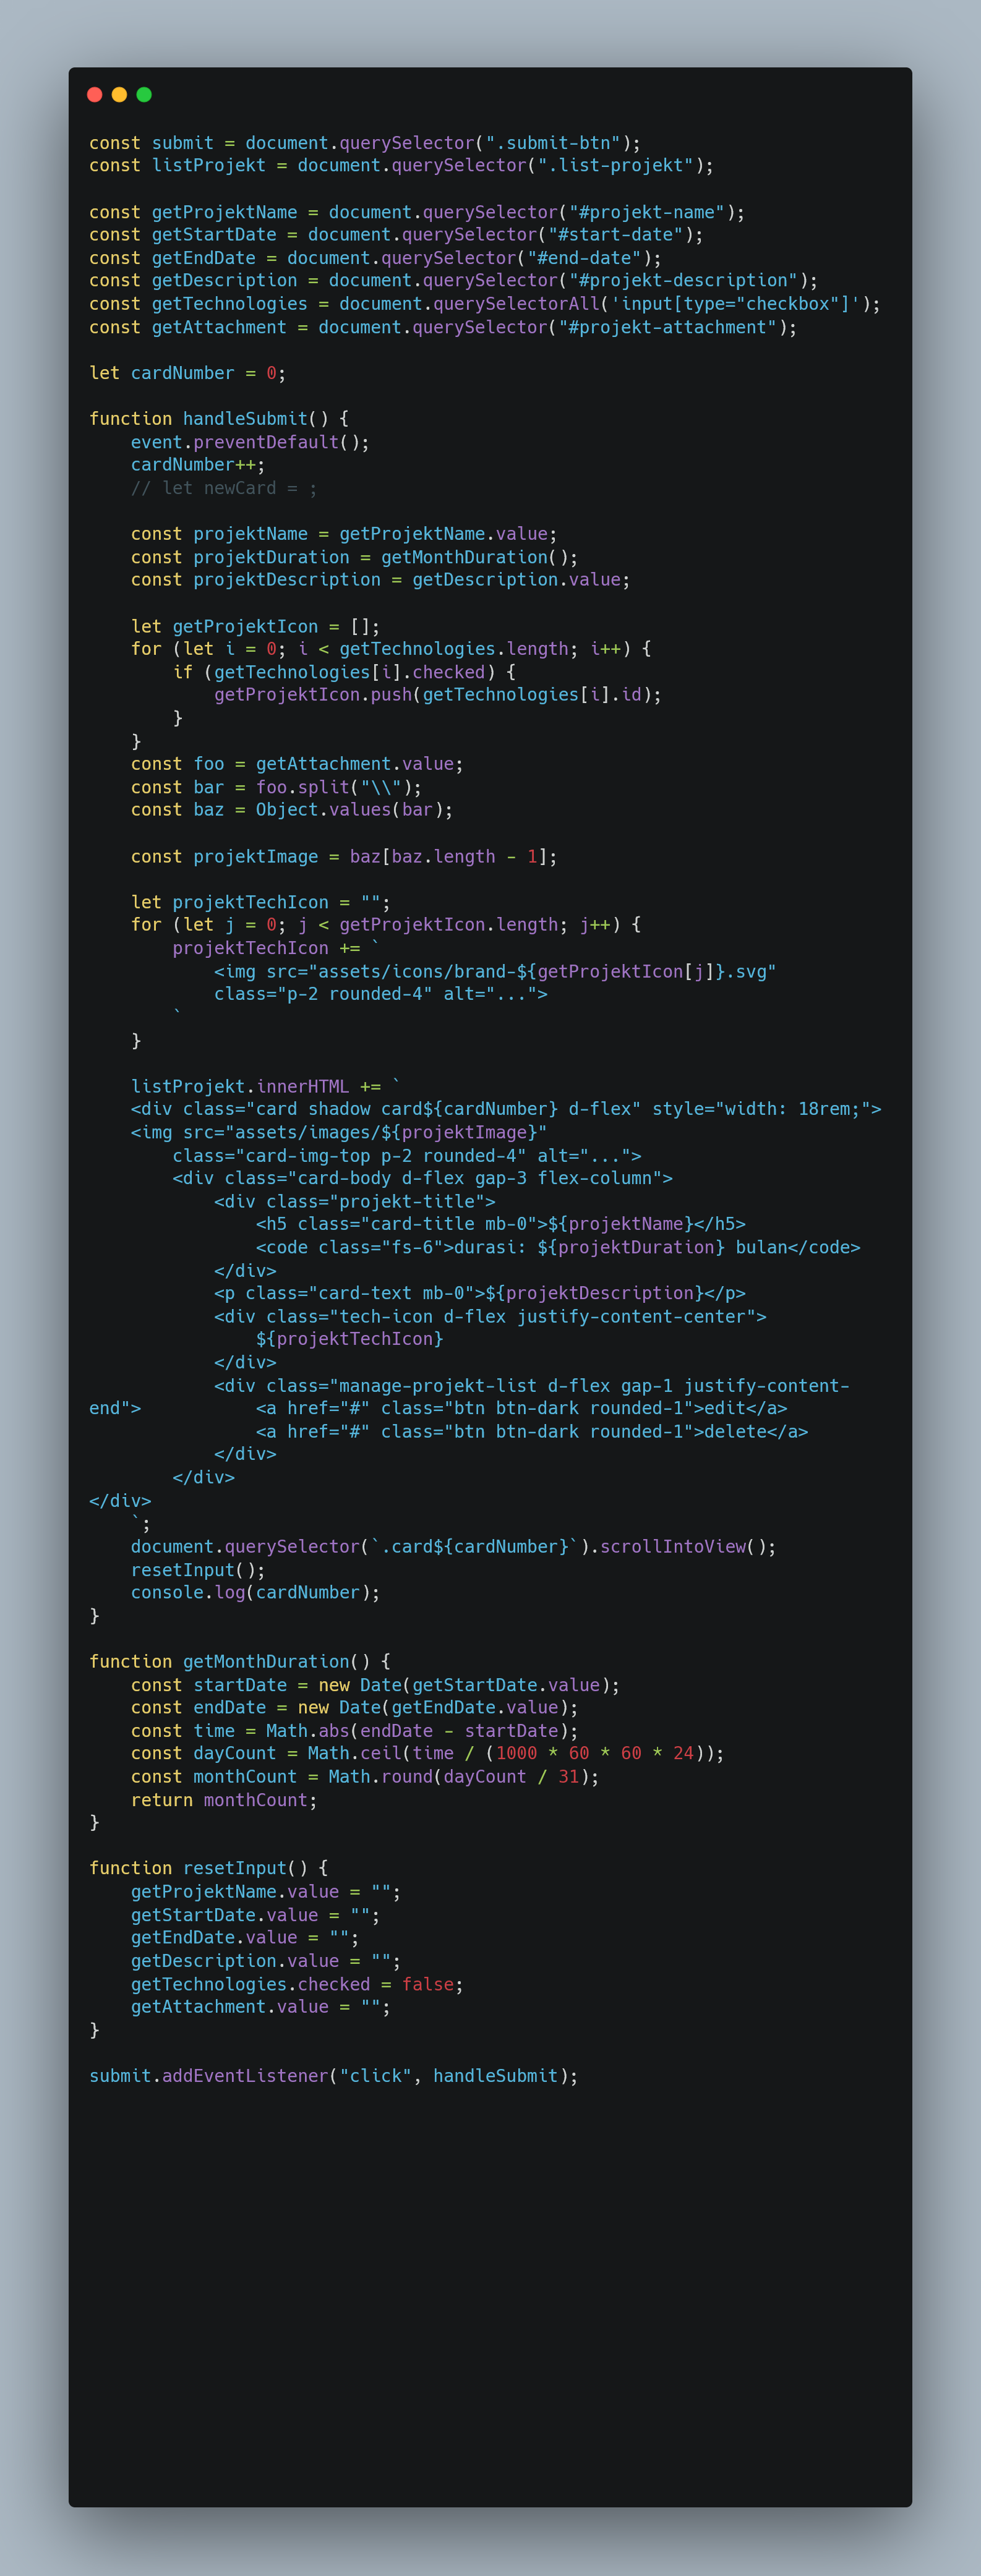 const submit = document.querySelector(".submit-btn");
const listProjekt = document.querySelector(".list-projekt");

const getProjektName = document.querySelector("#projekt-name");
const getStartDate = document.querySelector("#start-date");
const getEndDate = document.querySelector("#end-date");
const getDescription = document.querySelector("#projekt-description");
const getTechnologies = document.querySelectorAll('input[type="checkbox"]');
const getAttachment = document.querySelector("#projekt-attachment");

let cardNumber = 0;

function handleSubmit() {
    event.preventDefault();
    cardNumber++;
    // let newCard = ;

    const projektName = getProjektName.value;
    const projektDuration = getMonthDuration();
    const projektDescription = getDescription.value;

    let getProjektIcon = [];
    for (let i = 0; i < getTechnologies.length; i++) {
        if (getTechnologies[i].checked) {
            getProjektIcon.push(getTechnologies[i].id);
        }
    }
    const foo = getAttachment.value;
    const bar = foo.split("\\");
    const baz = Object.values(bar);

    const projektImage = baz[baz.length - 1];

    let projektTechIcon = "";
    for (let j = 0; j < getProjektIcon.length; j++) {
        projektTechIcon += `
            <img src="assets/icons/brand-${getProjektIcon[j]}.svg"
            class="p-2 rounded-4" alt="...">
        `
    }

    listProjekt.innerHTML += `
    <div class="card shadow card${cardNumber} d-flex" style="width: 18rem;">
    <img src="assets/images/${projektImage}"
        class="card-img-top p-2 rounded-4" alt="...">
        <div class="card-body d-flex gap-3 flex-column">
            <div class="projekt-title">
                <h5 class="card-title mb-0">${projektName}</h5>
                <code class="fs-6">durasi: ${projektDuration} bulan</code>
            </div>
            <p class="card-text mb-0">${projektDescription}</p>
            <div class="tech-icon d-flex justify-content-center">
                ${projektTechIcon}
            </div>
            <div class="manage-projekt-list d-flex gap-1 justify-content-
end">           <a href="#" class="btn btn-dark rounded-1">edit</a>
                <a href="#" class="btn btn-dark rounded-1">delete</a>
            </div>
        </div>
</div>
    `;
    document.querySelector(`.card${cardNumber}`).scrollIntoView();
    resetInput();
    console.log(cardNumber);
}

function getMonthDuration() {
    const startDate = new Date(getStartDate.value);
    const endDate = new Date(getEndDate.value);
    const time = Math.abs(endDate - startDate);
    const dayCount = Math.ceil(time / (1000 * 60 * 60 * 24));
    const monthCount = Math.round(dayCount / 31);
    return monthCount;
}

function resetInput() {
    getProjektName.value = "";
    getStartDate.value = "";
    getEndDate.value = "";
    getDescription.value = "";
    getTechnologies.checked = false;
    getAttachment.value = "";
}

submit.addEventListener("click", handleSubmit);